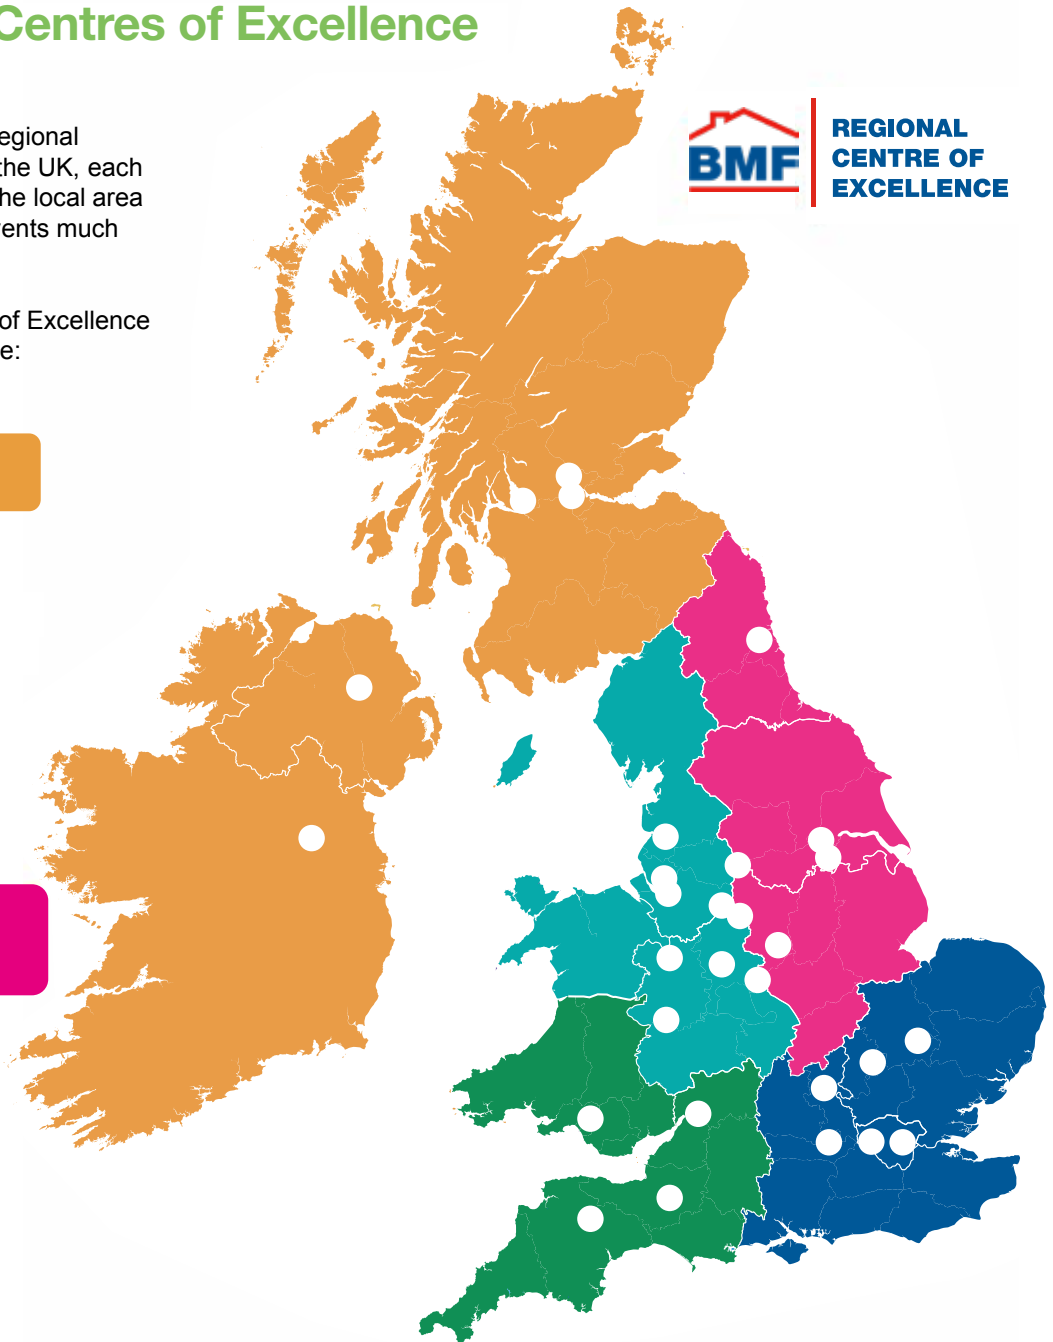 Centres of Excellence
egional
the UK, each
he local area
ents much
of Excellence
e:
BMF
REGIONAL
CENTRE OF
EXCELLENCE